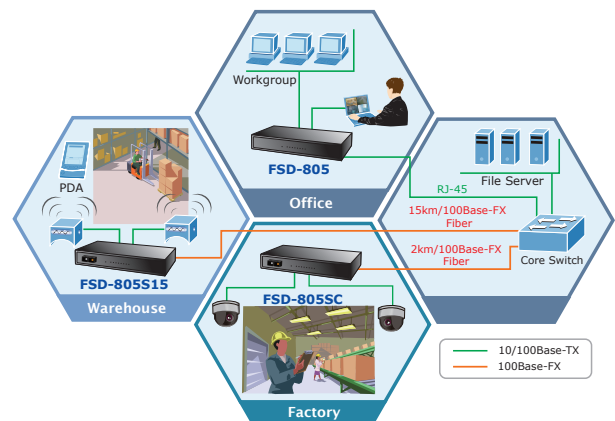 Workgroup
FSD-805
Office
PDA
FSD-805S15
Warehouse
RJ-45
File Server
15km/100Base-FX
Fiber
2km/100Base-FX
Fiber
Core Switch
FSD-805SC
Factory
10/100Base-TX
100Base-FX